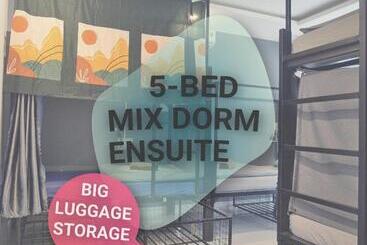 5-BED
MIX DORM
ENSUITE
BIG
LUGGAGE
STORAGE